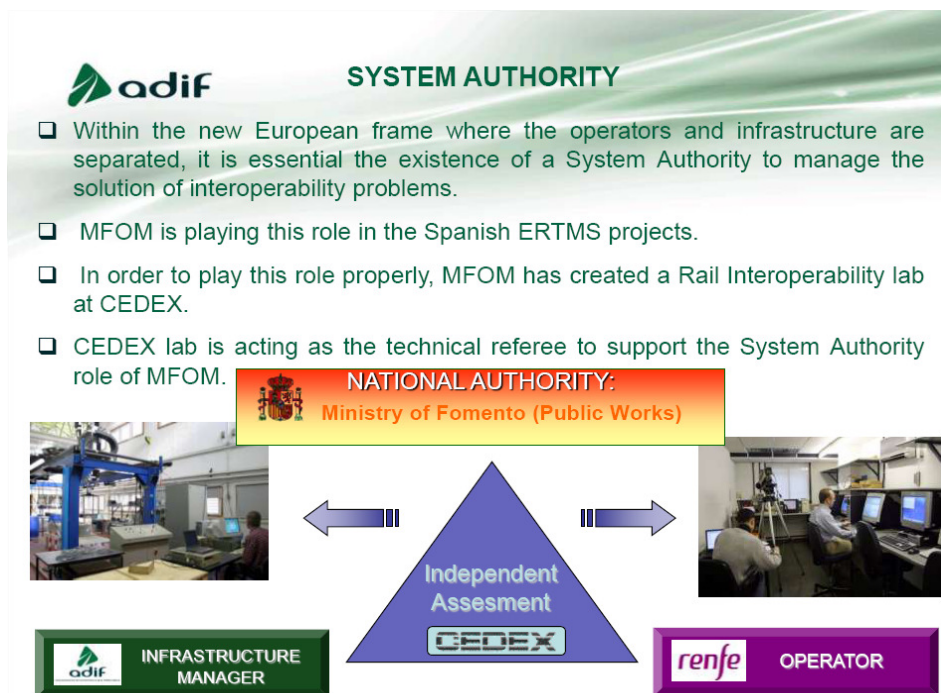 adif
SYSTEM AUTHORITY
Within the new European frame where the operators and infrastructure are
separated, it is essential the existence of a System Authority to manage the
solution of interoperability problems.
MFOM is playing this role in the Spanish ERTMS projects.
In order to play this role properly, MFOM has created a Rail Interoperability lab
at CEDEX.
CEDEX lab is acting as the technical referee to support the System Authority
role of MFOM.
NATIONAL AUTHORITY:
Ministry of Fomento (Public Works)
Independent
Assesment
CEDEX
adif
INFRASTRUCTURE
MANAGER
renfe
OPERATOR